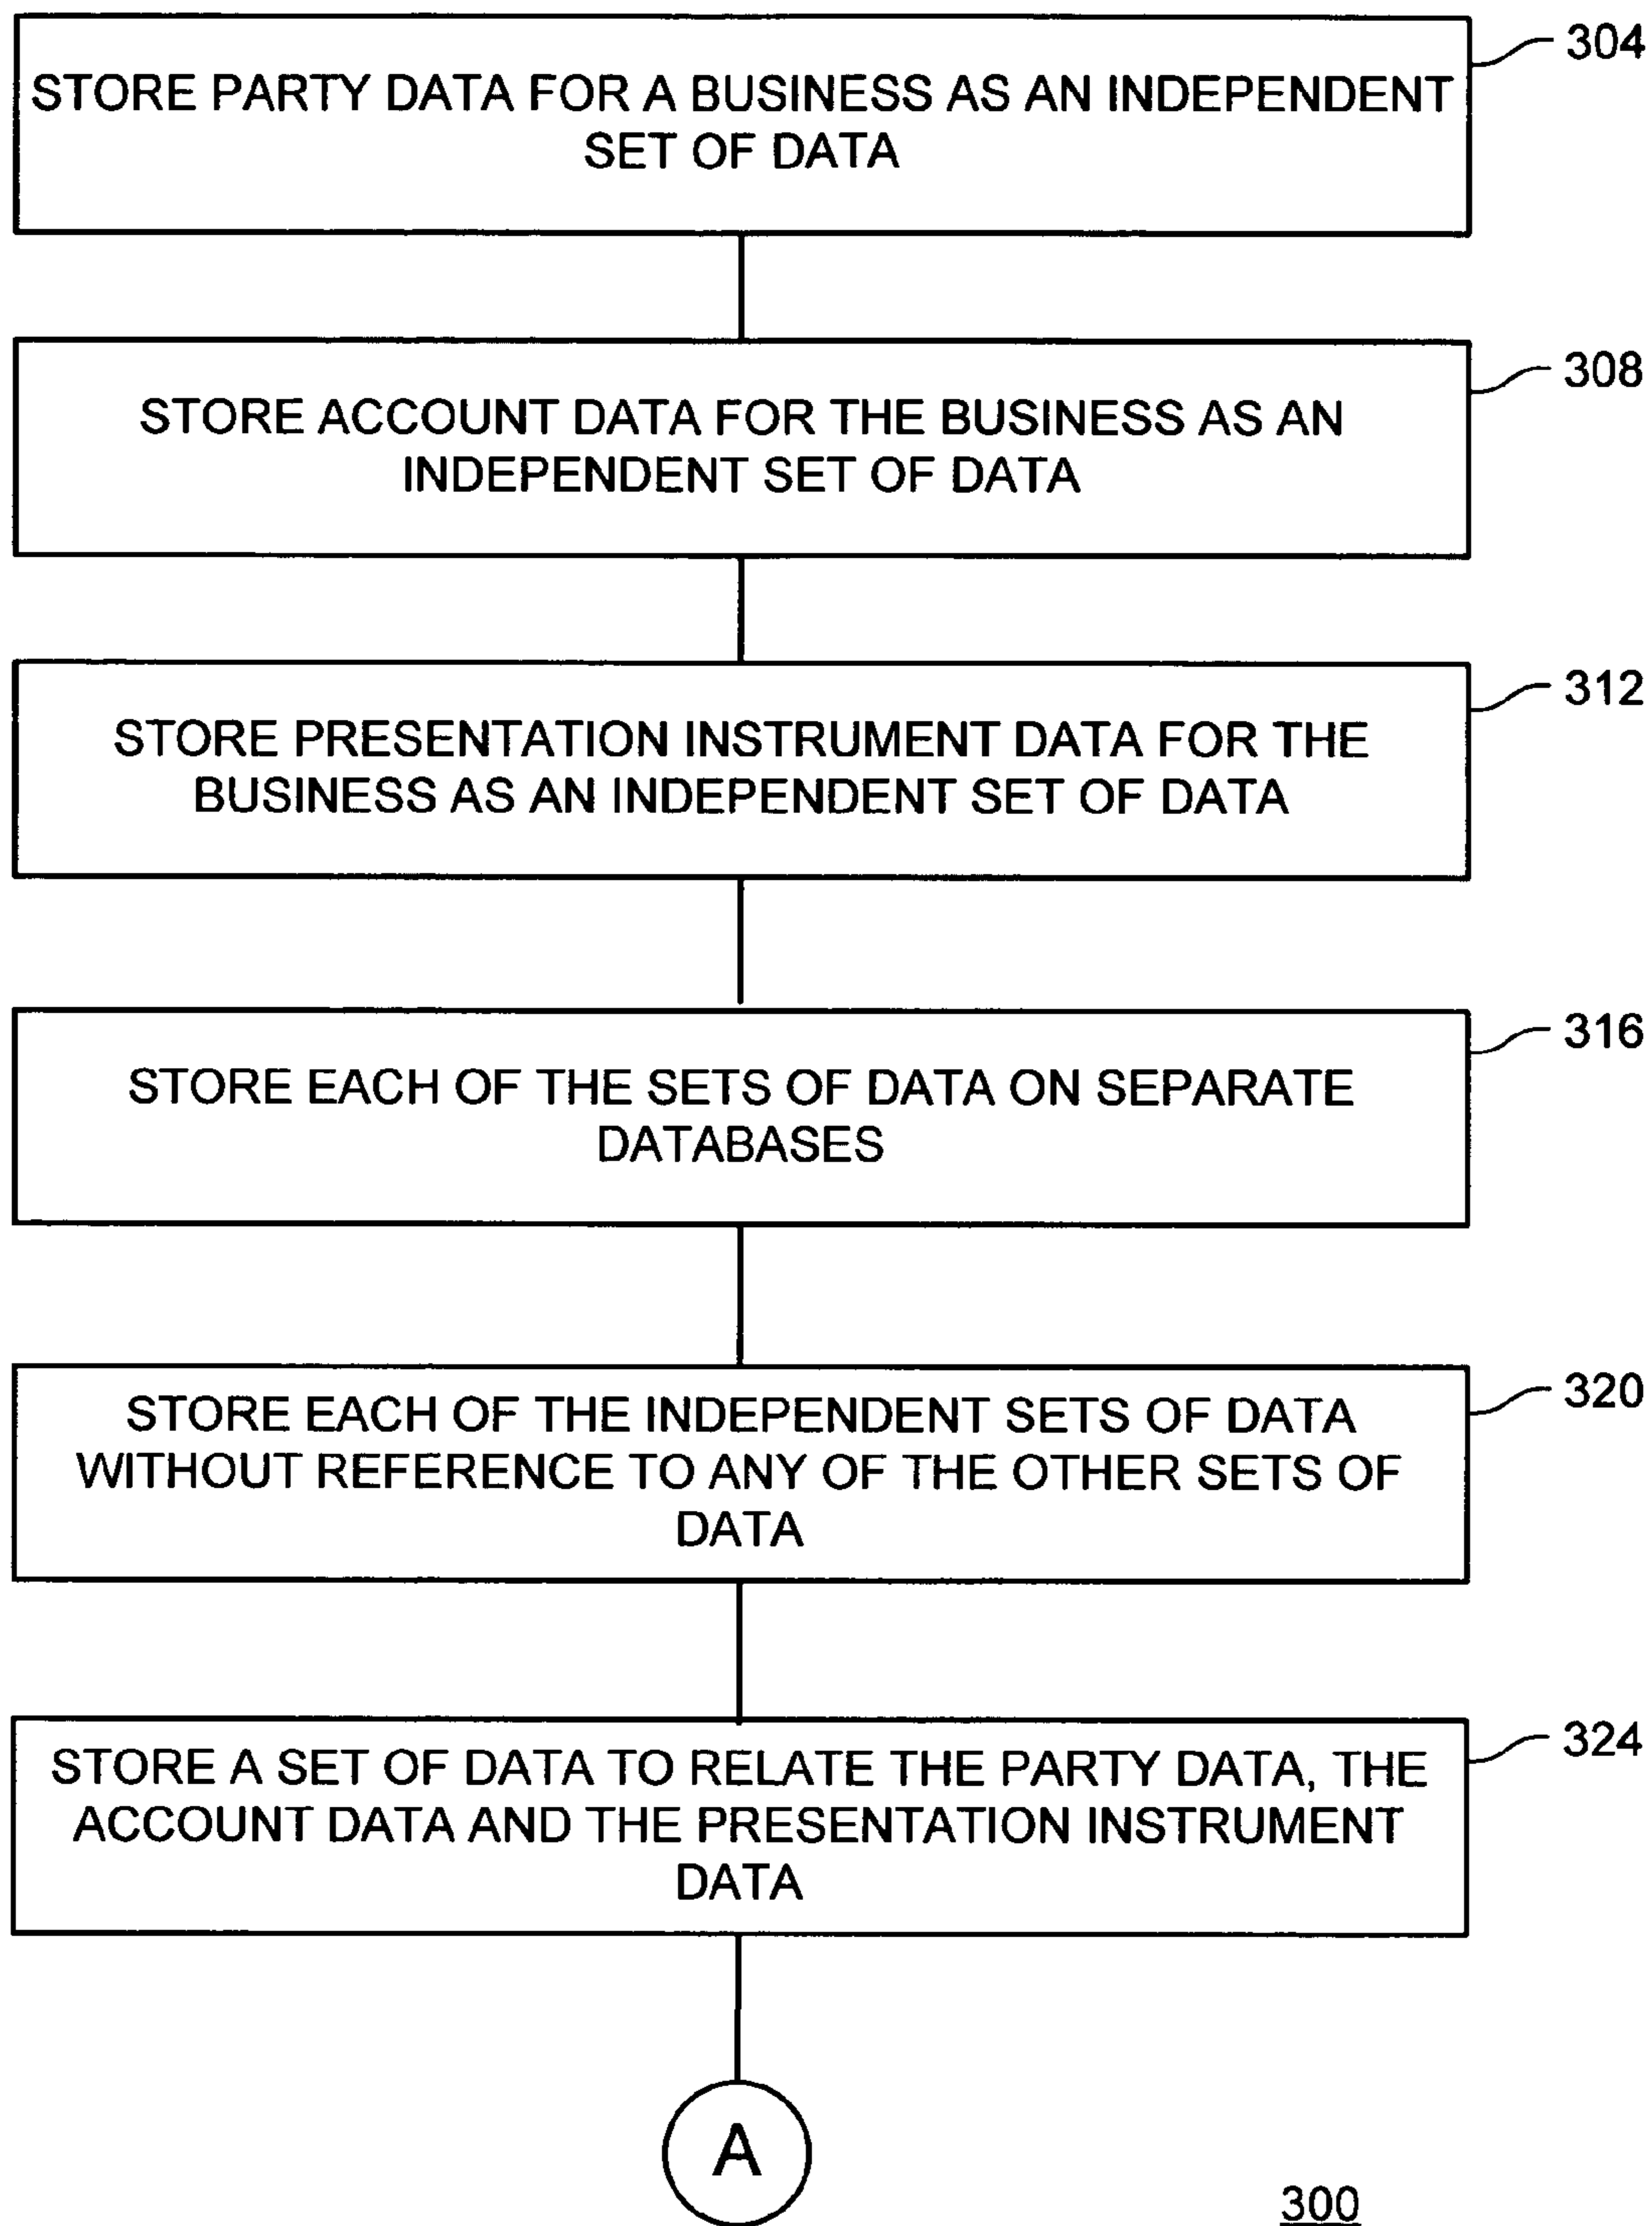 304
STORE PARTY DATA FOR A BUSINESS AS AN INDEPENDENT
SET OF DATA
308
STORE ACCOUNT DATA FOR THE BUSINESS AS AN
INDEPENDENT SET OF DATA
312
STORE PRESENTATION INSTRUMENT DATA FOR THE
BUSINESS AS AN INDEPENDENT SET OF DATA
316
STORE EACH OF THE SETS OF DATA ON SEPARATE
DATABASES
320
STORE EACH OF THE INDEPENDENT SETS OF DATA
WITHOUT REFERENCE TO ANY OF THE OTHER SETS OF
DATA
324
STORE A SET OF DATA TO RELATE THE PARTY DATA, THE
ACCOUNT DATA AND THE PRESENTATION INSTRUMENT
DATA
A
300